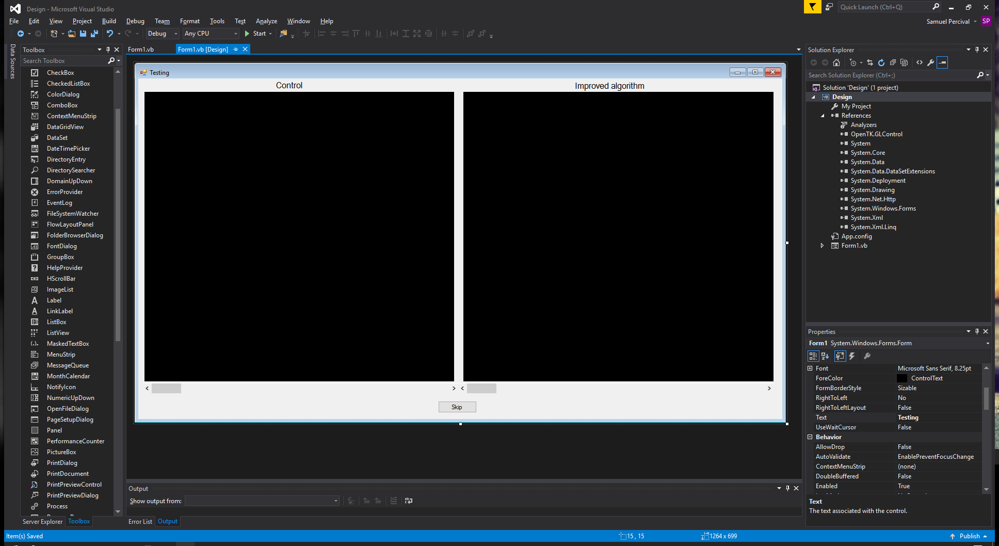 Design - Microsoft Visual Studio
Quick Launch (Ctrl+Q)
File Edit View Project Build Debug Team Format Tools Test Analyze Window Help
Samuel Percival SP
Debug Any CPU Start
Data Sources
Toolbox
Search Toolbox
CheckBox
CheckedListBox
ColorDialog
ComboBox
ContextMenuStrip
DataGridView
DataSet
DateTimePicker
DirectoryEntry
DirectorySearcher
DomainUpDown
ErrorProvider
EventLog
FileSystemWatcher
FlowLayoutPanel
FolderBrowserDialog
FontDialog
GroupBox
HelpProvider
HScrollBar
ImageList
Label
LinkLabel
ListBox
ListView
MaskedTextBox
MenuStrip
MessageQueue
MonthCalendar
NotifyIcon
NumericUpDown
OpenFileDialog
PageSetupDialog
Panel
PerformanceCounter
PictureBox
PrintDialog
PrintDocument
PrintPreviewControl
PrintPreviewDialog
Process
Server Explorer Toolbox
Form1.vb Form1.vb [Design]
Testing
Control Improved algorithm
Skip
Output
Show output from:
Error List Output
Solution Explorer
Search Solution Explorer (Ctrl+;)
Solution 'Design' (1 project)
VB Design
My Project
References
Analyzers
OpenTK.GLControl
System
System.Core
System.Data
System.Data.DataSetExtensions
System.Deployment
System.Drawing
System.Net.Http
System.Windows.Forms
System.Xml
System.Xml.Linq
App.config
Form1.vb
Properties
Form1 System.Windows.Forms.Form
Font Microsoft Sans Serif, 8.25pt
ForeColor ControlText
FormBorderStyle Sizable
RightToLeft No
RightToLeftLayout False
Text Testing
UseWaitCursor False
Behavior
AllowDrop False
AutoValidate EnablePreventFocusChange
ContextMenuStrip (none)
DoubleBuffered False
Enabled True
Text
The text associated with the control.
Item(s) Saved 15 , 15 1264 x 699 Publish